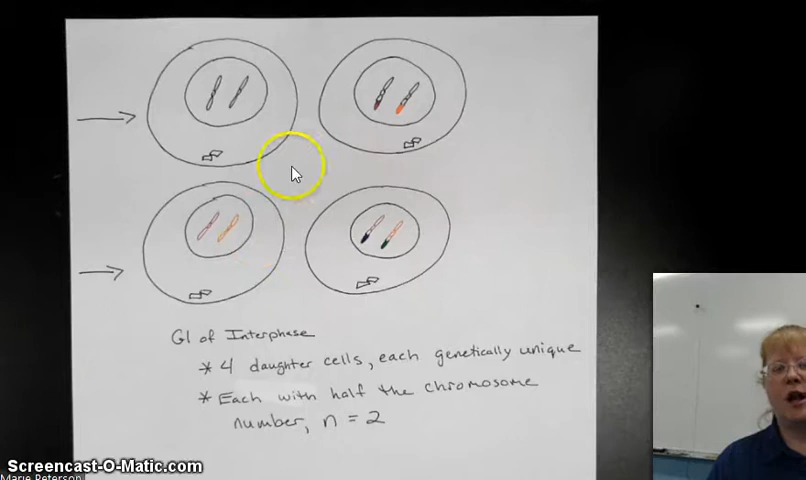 G1 of Interphase
* 4 daughter cells, each genetically unique
* Each with half the chromosome
number, n = 2
Screencast-O-Matic.com
Marie Peterson